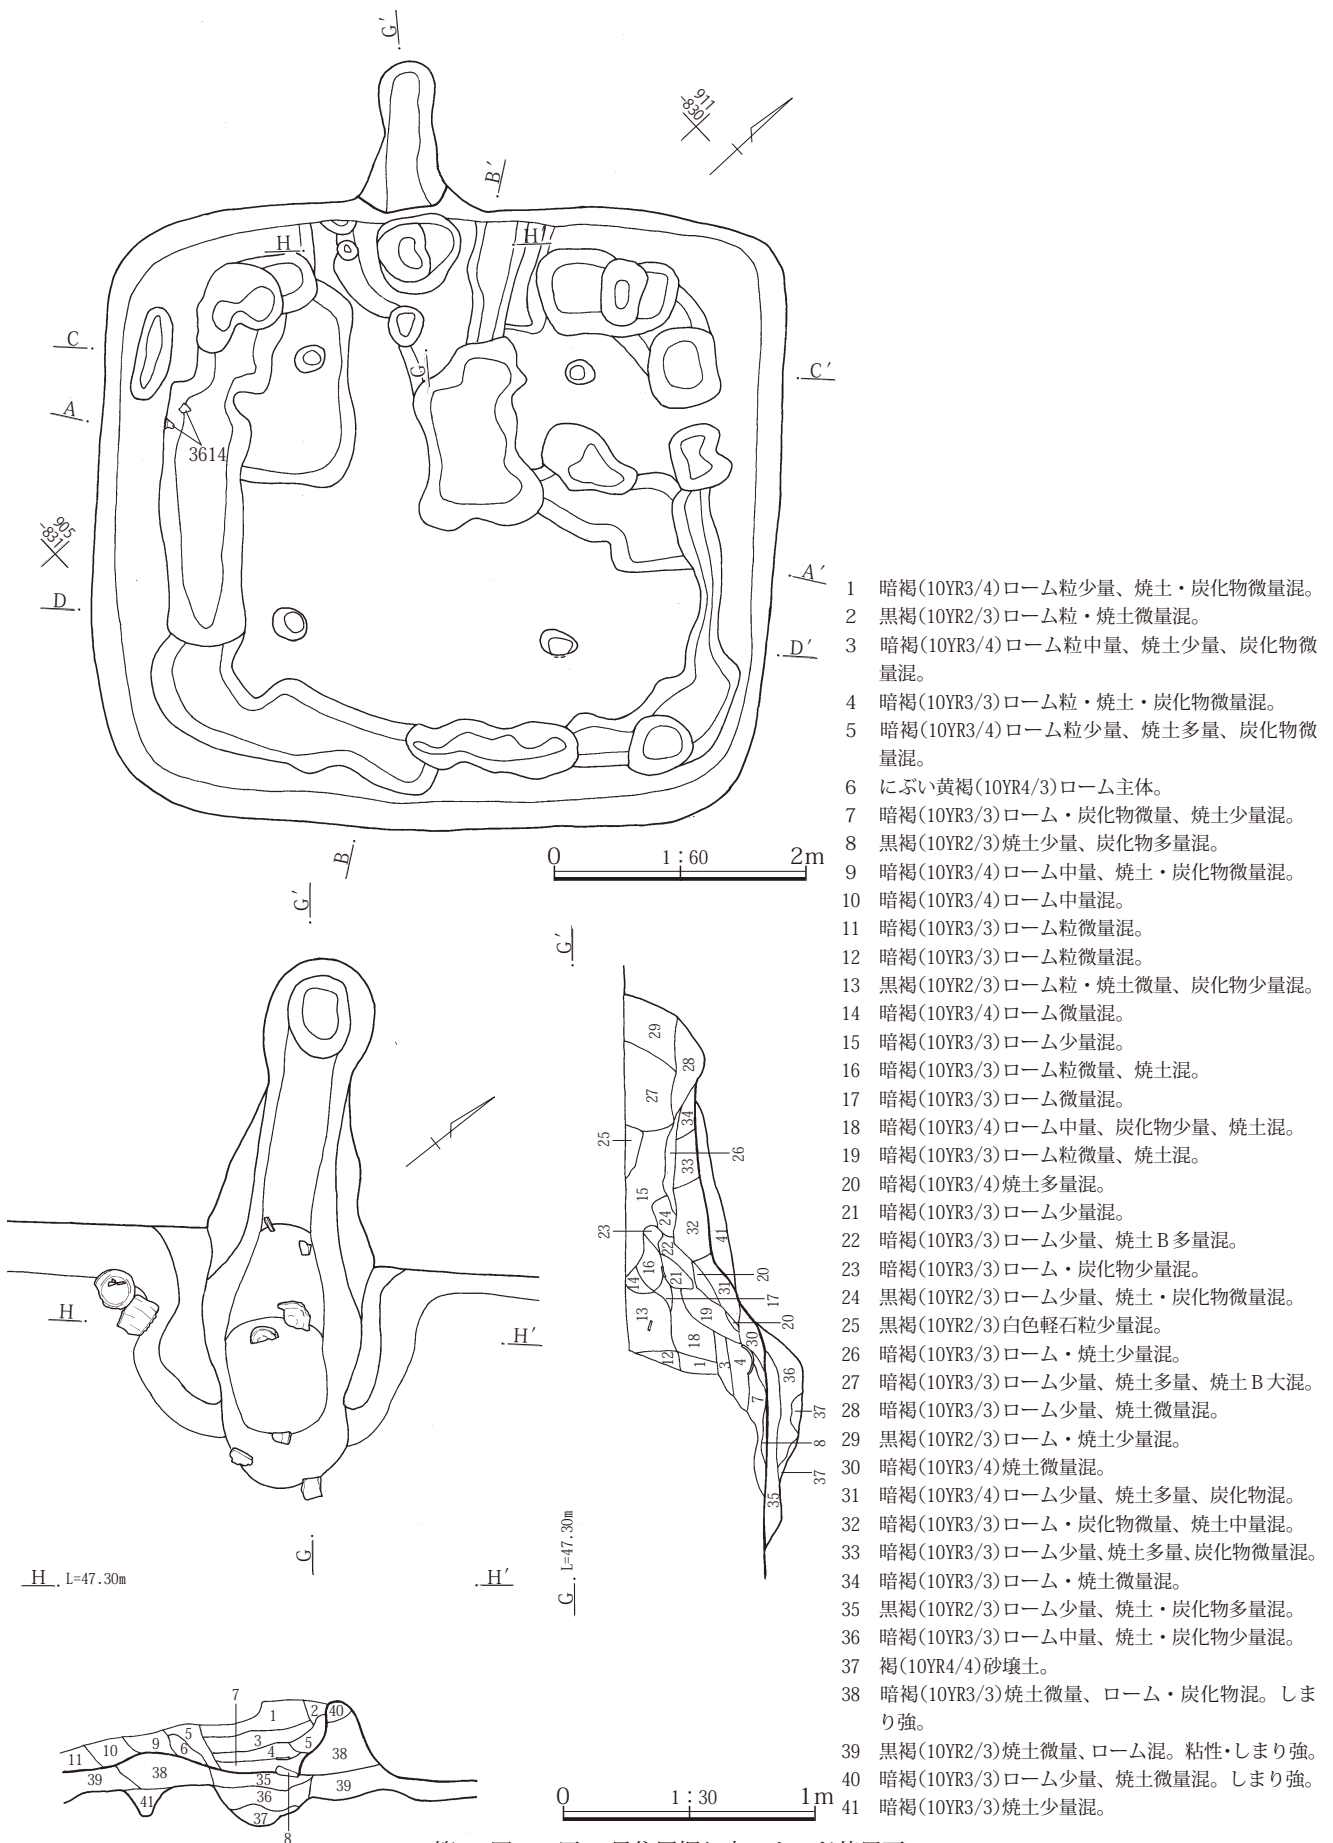 G′
911
-830
B′
H
H′
C
C′
G
A
3614
905
-831
A′
D
D′
B
0 1：60 2m
1 暗褐(10YR3/4)ローム粒少量、焼土・炭化物微量混。
2 黒褐(10YR2/3)ローム粒・焼土微量混。
3 暗褐(10YR3/4)ローム粒中量、焼土少量、炭化物微
量混。
4 暗褐(10YR3/3)ローム粒・焼土・炭化物微量混。
5 暗褐(10YR3/4)ローム粒少量、焼土多量、炭化物微
量混。
6 にぶい黄褐(10YR4/3)ローム主体。
7 暗褐(10YR3/3)ローム・炭化物微量、焼土少量混。
8 黒褐(10YR2/3)焼土少量、炭化物多量混。
9 暗褐(10YR3/4)ローム中量、焼土・炭化物微量混。
10 暗褐(10YR3/4)ローム中量混。
11 暗褐(10YR3/3)ローム粒微量混。
12 暗褐(10YR3/3)ローム粒微量混。
13 黒褐(10YR2/3)ローム粒・焼土微量、炭化物少量混。
14 暗褐(10YR3/4)ローム微量混。
15 暗褐(10YR3/3)ローム少量混。
16 暗褐(10YR3/3)ローム粒微量、焼土混。
17 暗褐(10YR3/3)ローム微量混。
18 暗褐(10YR3/4)ローム中量、炭化物少量、焼土混。
19 暗褐(10YR3/3)ローム粒微量、焼土混。
20 暗褐(10YR3/4)焼土多量混。
21 暗褐(10YR3/3)ローム少量混。
22 暗褐(10YR3/3)ローム少量、焼土Ｂ多量混。
23 暗褐(10YR3/3)ローム・炭化物少量混。
24 黒褐(10YR2/3)ローム少量、焼土・炭化物微量混。
25 黒褐(10YR2/3)白色軽石粒少量混。
26 暗褐(10YR3/3)ローム・焼土少量混。
27 暗褐(10YR3/3)ローム少量、焼土多量、焼土Ｂ大混。
28 暗褐(10YR3/3)ローム少量、焼土微量混。
29 黒褐(10YR2/3)ローム・焼土少量混。
30 暗褐(10YR3/4)焼土微量混。
31 暗褐(10YR3/4)ローム少量、焼土多量、炭化物混。
32 暗褐(10YR3/3)ローム・炭化物微量、焼土中量混。
33 暗褐(10YR3/3)ローム少量、焼土多量、炭化物微量混。
34 暗褐(10YR3/3)ローム・焼土微量混。
35 黒褐(10YR2/3)ローム少量、焼土・炭化物多量混。
36 暗褐(10YR3/3)ローム中量、焼土・炭化物少量混。
37 褐(10YR4/4)砂壌土。
38 暗褐(10YR3/3)焼土微量、ローム・炭化物混。しま
り強。
39 黒褐(10YR2/3)焼土微量、ローム混。粘性・しまり強。
40 暗褐(10YR3/3)ローム少量、焼土微量混。しまり強。
41 暗褐(10YR3/3)焼土少量混。
G′
H
H′
G
G′
29
28
27
34
25
26
33
15
24
32
41
23
22
16
21
20
14
31
17
13
19
20
18
30
12
1
3
4
36
7
37
8
37
35
G L=47.30m
H L=47.30m
H′
7
1
2
40
5
3
5
9
6
4
10
11
38
38
39
35
39
36
41
37
8
0 1：30 1m